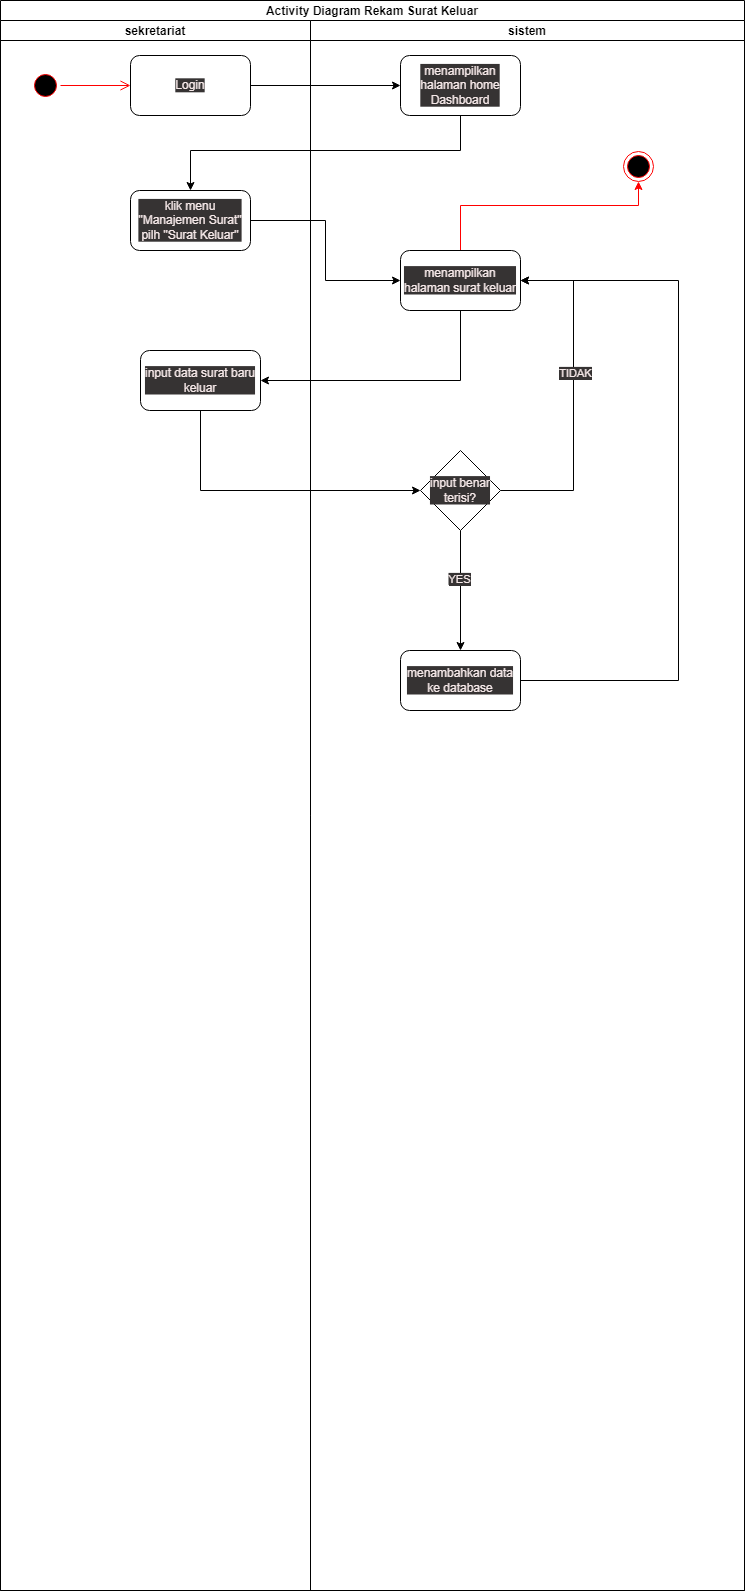 Activity Diagram Rekam Surat Keluar
sekretariat
sistem
Login
menampilkan
halaman home
Dashboard
klik menu
"Manajemen Surat"
pilh "Surat Keluar"
menampilkan
halaman surat keluar
input data surat baru
keluar
TIDAK
input benar
terisi?
YES
menambahkan data
ke database